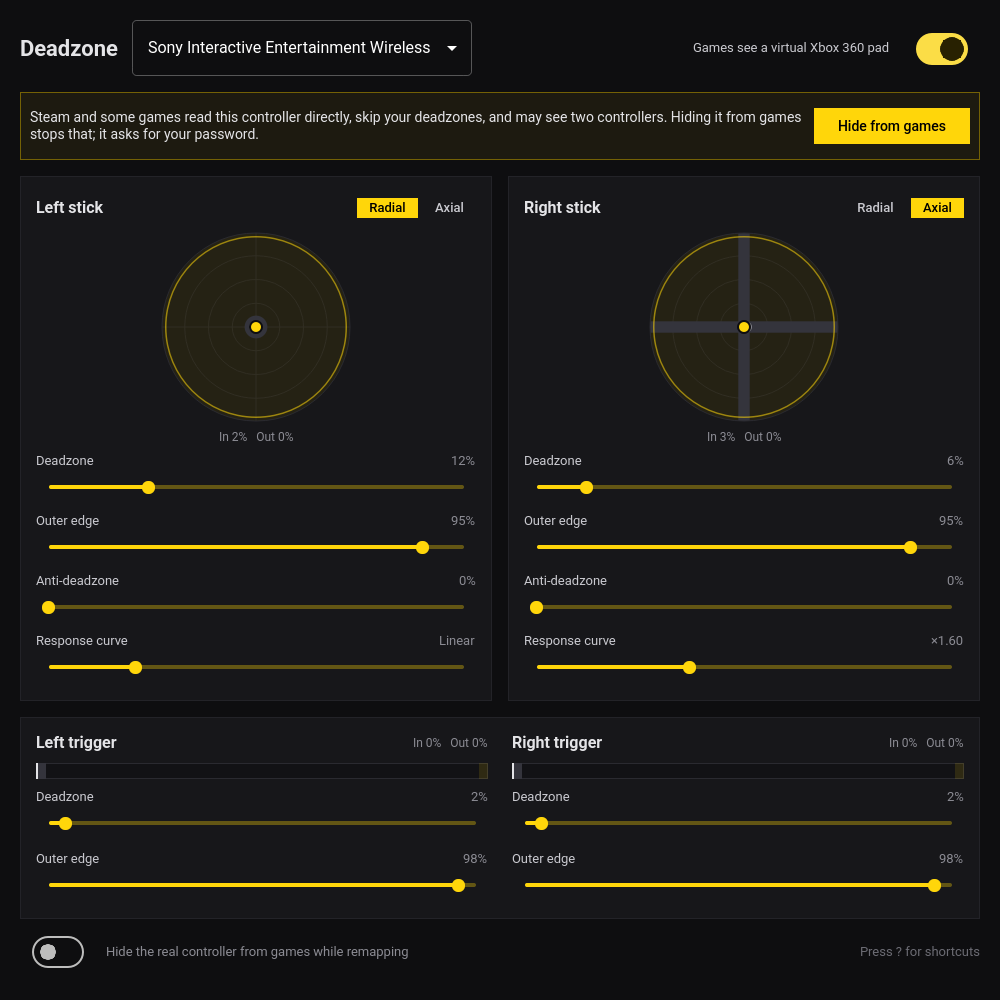 Deadzone
Sony Interactive Entertainment Wireless
Games see a virtual Xbox 360 pad
Steam and some games read this controller directly, skip your deadzones, and may see two controllers. Hiding it from games
stops that; it asks for your password.
Hide from games
Left stick
Radial
Axial
In 2% Out 0%
Deadzone
12%
Outer edge
95%
Anti-deadzone
0%
Response curve
Linear
Right stick
Radial
Axial
In 3% Out 0%
Deadzone
6%
Outer edge
95%
Anti-deadzone
0%
Response curve
×1.60
Left trigger
In 0% Out 0%
Deadzone
2%
Outer edge
98%
Right trigger
In 0% Out 0%
Deadzone
2%
Outer edge
98%
Hide the real controller from games while remapping
Press ? for shortcuts